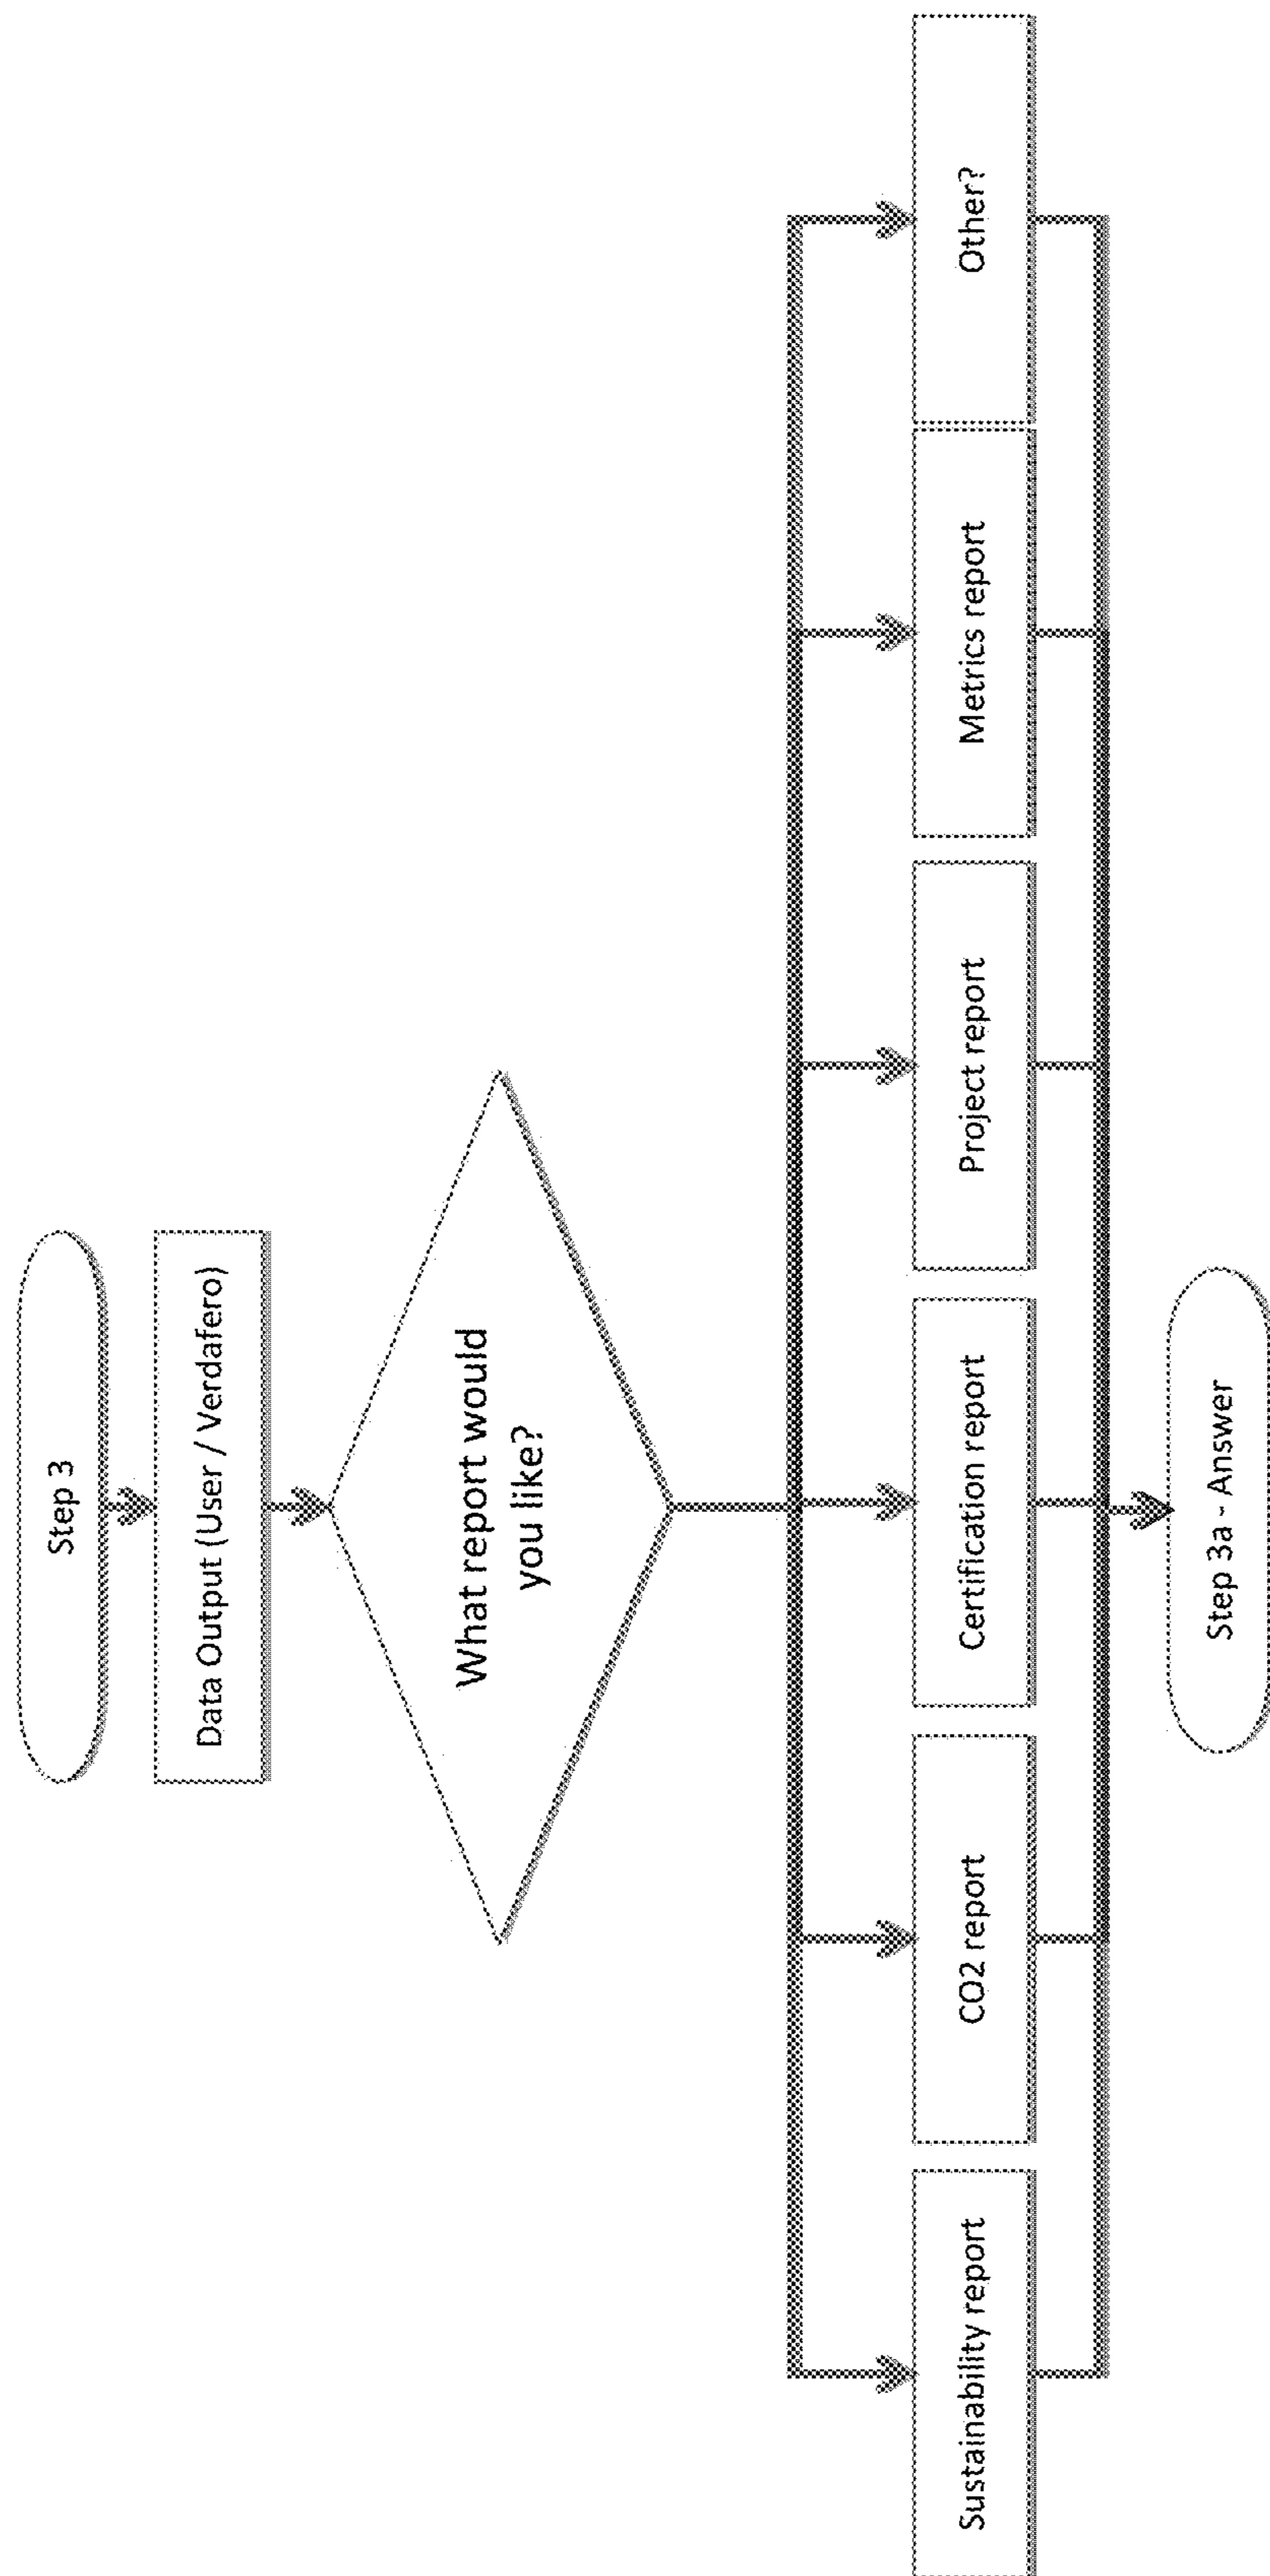 Step 3
Data Output (User / Verdafero)
What report would
you like?
Sustainability report
CO2 report
Certification report
Project report
Metrics report
Other?
Step 3a - Answer